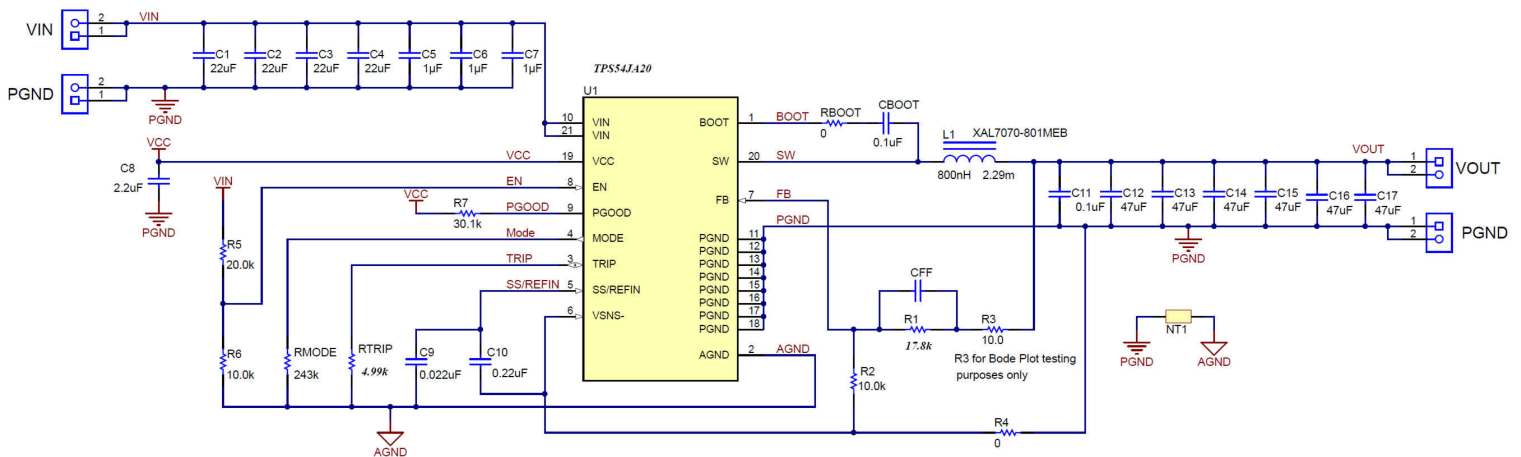 VIN
2
1
VIN
PGND
2
1
PGND
C1
22uF
C2
22uF
C3
22uF
C4
22uF
C5
1µF
C6
1µF
C7
1µF
TPS54JA20
U1
10
VIN
21
VIN
VCC
19
VCC
EN
8
EN
PGOOD
9
PGOOD
Mode
4
MODE
TRIP
3
TRIP
SS/REFIN
5
SS/REFIN
6
VSNS-
BOOT
1
BOOT
SW
20
SW
FB
7
FB
PGND
PGND
11
PGND
12
PGND
13
PGND
14
PGND
15
PGND
16
PGND
17
PGND
18
AGND
2
AGND
VCC
C8
2.2uF
PGND
VIN
R5
20.0k
R6
10.0k
VCC
R7
30.1k
RMODE
243k
RTRIP
4.99k
C9
0.022uF
C10
0.22uF
AGND
RBOOT
0
CBOOT
0.1uF
L1
XAL7070-801MEB
800nH
2.29m
C11
0.1uF
C12
47uF
C13
47uF
C14
47uF
C15
47uF
C16
47uF
C17
47uF
VOUT
1
2
VOUT
1
2
PGND
PGND
CFF
R1
17.8k
R3
10.0
R3 for Bode Plot testing
purposes only
R2
10.0k
R4
0
NT1
PGND
AGND